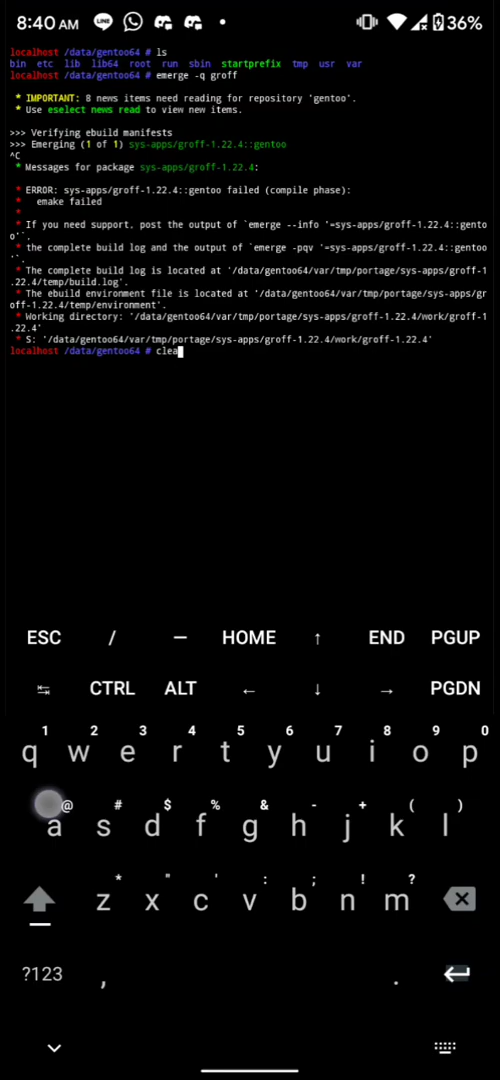 8:40 AM LINE 36%
localhost /data/gentoo64 # ls
bin etc lib lib64 root run sbin startprefix tmp usr var
localhost /data/gentoo64 # emerge -q groff
* IMPORTANT: 8 news items need reading for repository 'gentoo'.
* Use eselect news read to view new items.
>>> Verifying ebuild manifests
>>> Emerging (1 of 1) sys-apps/groff-1.22.4::gentoo
^C
* Messages for package sys-apps/groff-1.22.4:
* ERROR: sys-apps/groff-1.22.4::gentoo failed (compile phase):
* emake failed
*
* If you need support, post the output of `emerge --info '=sys-apps/groff-1.22.4::gento
o'`,
* the complete build log and the output of `emerge -pqv '=sys-apps/groff-1.22.4::gentoo
'`.
* The complete build log is located at '/data/gentoo64/var/tmp/portage/sys-apps/groff-1
.22.4/temp/build.log'.
* The ebuild environment file is located at '/data/gentoo64/var/tmp/portage/sys-apps/gr
off-1.22.4/temp/environment'.
* Working directory: '/data/gentoo64/var/tmp/portage/sys-apps/groff-1.22.4/work/groff-1
.22.4'
* S: '/data/gentoo64/var/tmp/portage/sys-apps/groff-1.22.4/work/groff-1.22.4'
localhost /data/gentoo64 # clea
ESC / — HOME ↑ END PGUP
↹ CTRL ALT ← ↓ → PGDN
1 2 3 4 5 6 7 8 9 0
q w e r t y u i o p
@ # $ % & - + ( )
a s d f g h j k l
* " ' : ; ! ?
z x c v b n m
?123 , .